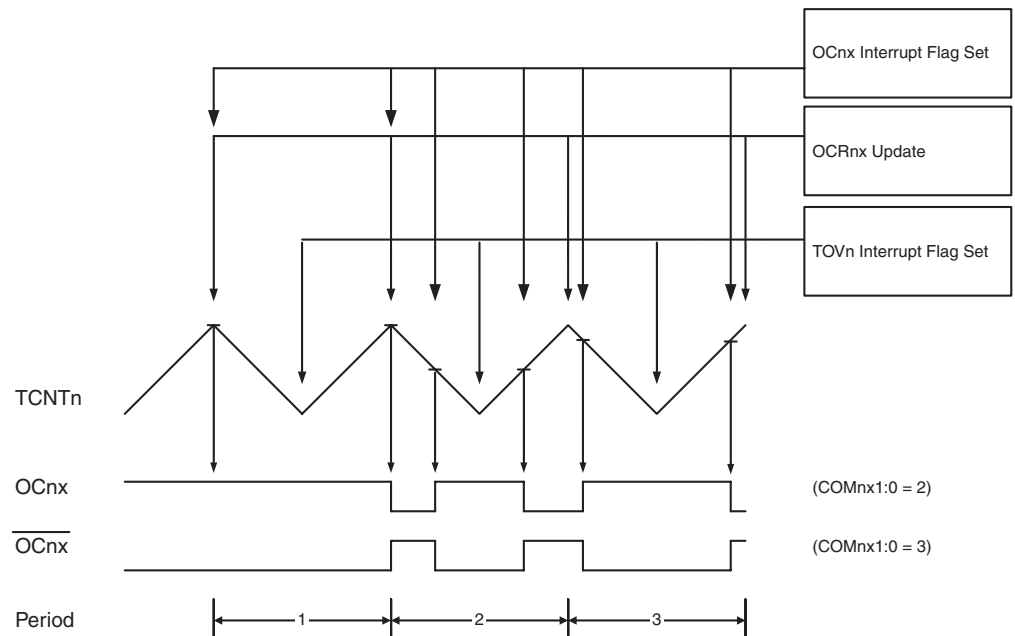 OCnx Interrupt Flag Set
OCRnx Update
TOVn Interrupt Flag Set
TCNTn
OCnx
(COMnx1:0 = 2)
OCnx
(COMnx1:0 = 3)
Period
1
2
3